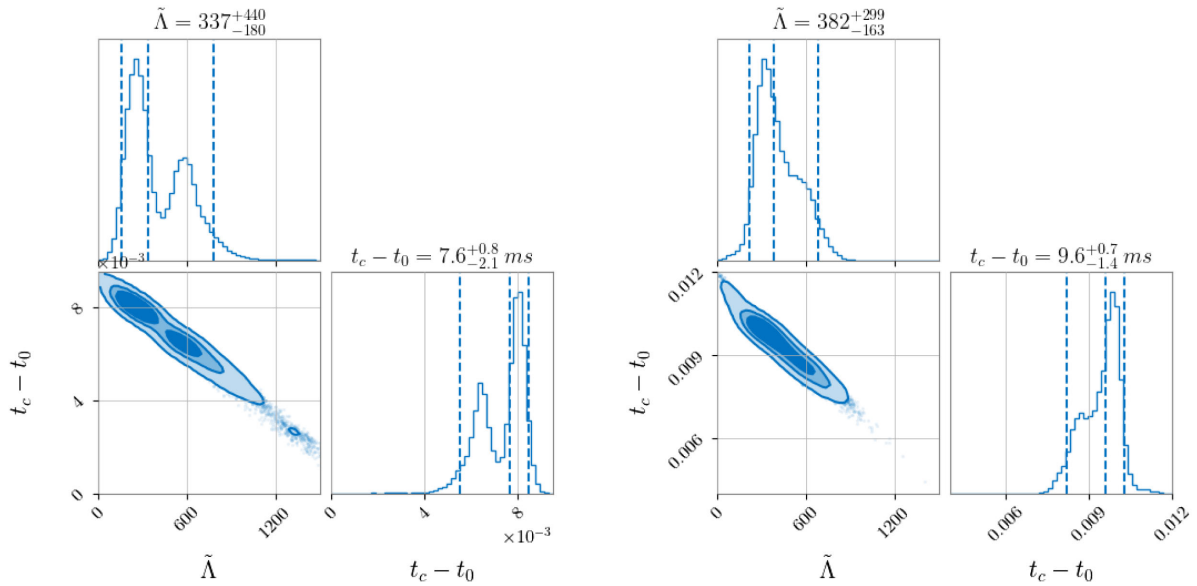 Λ̃ = 337⁺⁴⁴⁰₋₁₈₀
×10⁻³
t_c − t_0 = 7.6⁺⁰·⁸₋₂.₁ ms
t_c − t_0
8
4
0
0 600 1200
Λ̃
0 4 8
×10⁻³
t_c − t_0
Λ̃ = 382⁺²⁹⁹₋₁₆₃
t_c − t_0 = 9.6⁺⁰·⁷₋₁.₄ ms
t_c − t_0
0.012
0.009
0.006
0 600 1200
Λ̃
0.006 0.009 0.012
t_c − t_0